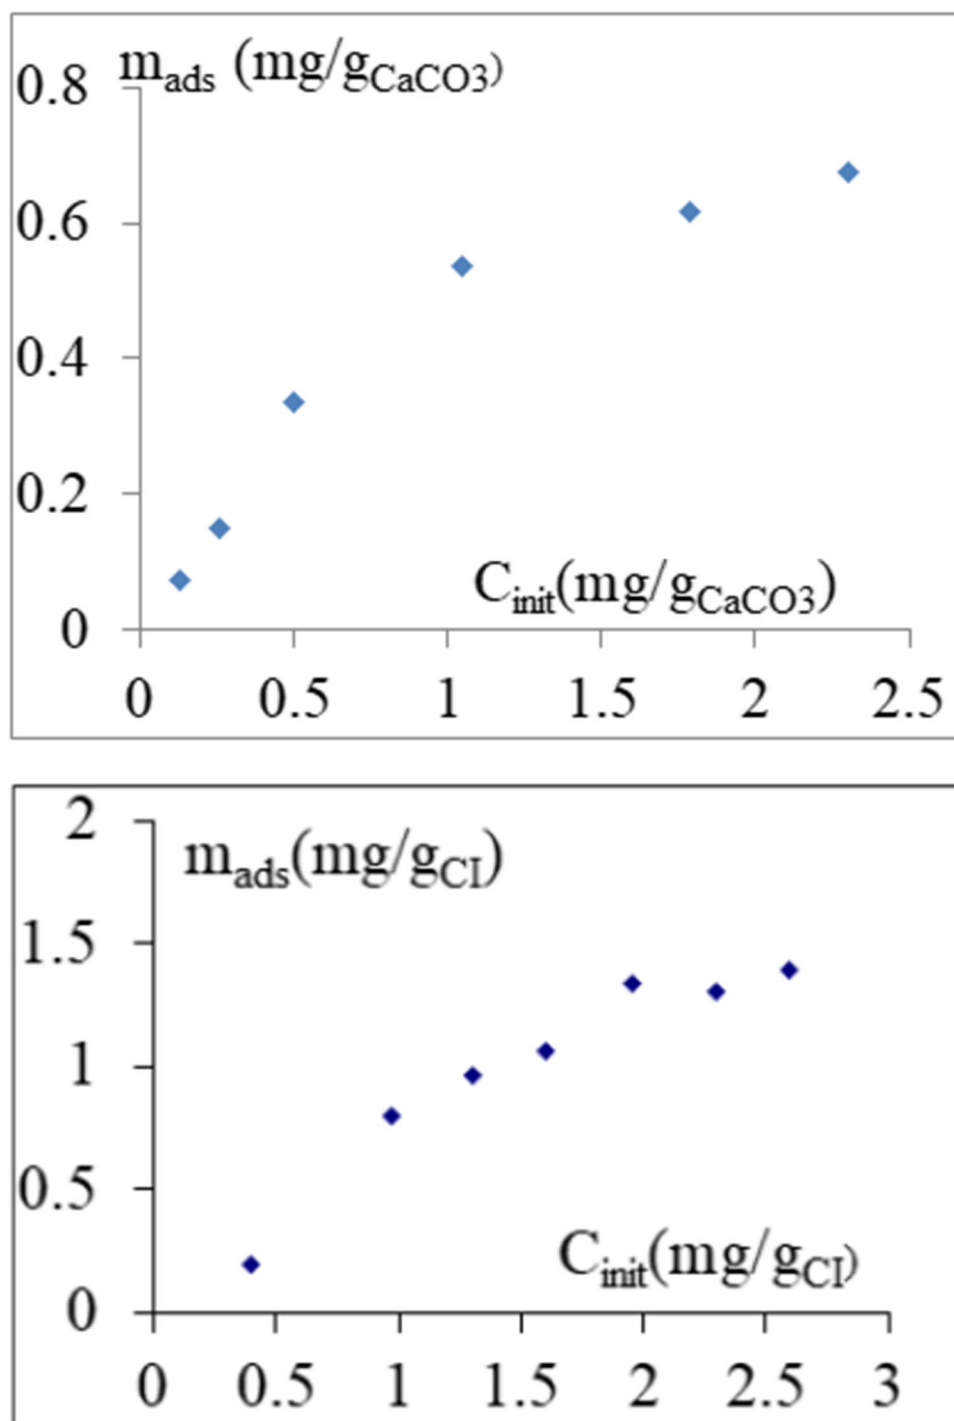 m_ads (mg/g_CaCO3)
0.8
0.6
0.4
0.2
C_init(mg/g_CaCO3)
0
0 0.5 1 1.5 2 2.5
2
m_ads(mg/g_CI)
1.5
1
0.5
C_init(mg/g_CI)
0
0 0.5 1 1.5 2 2.5 3